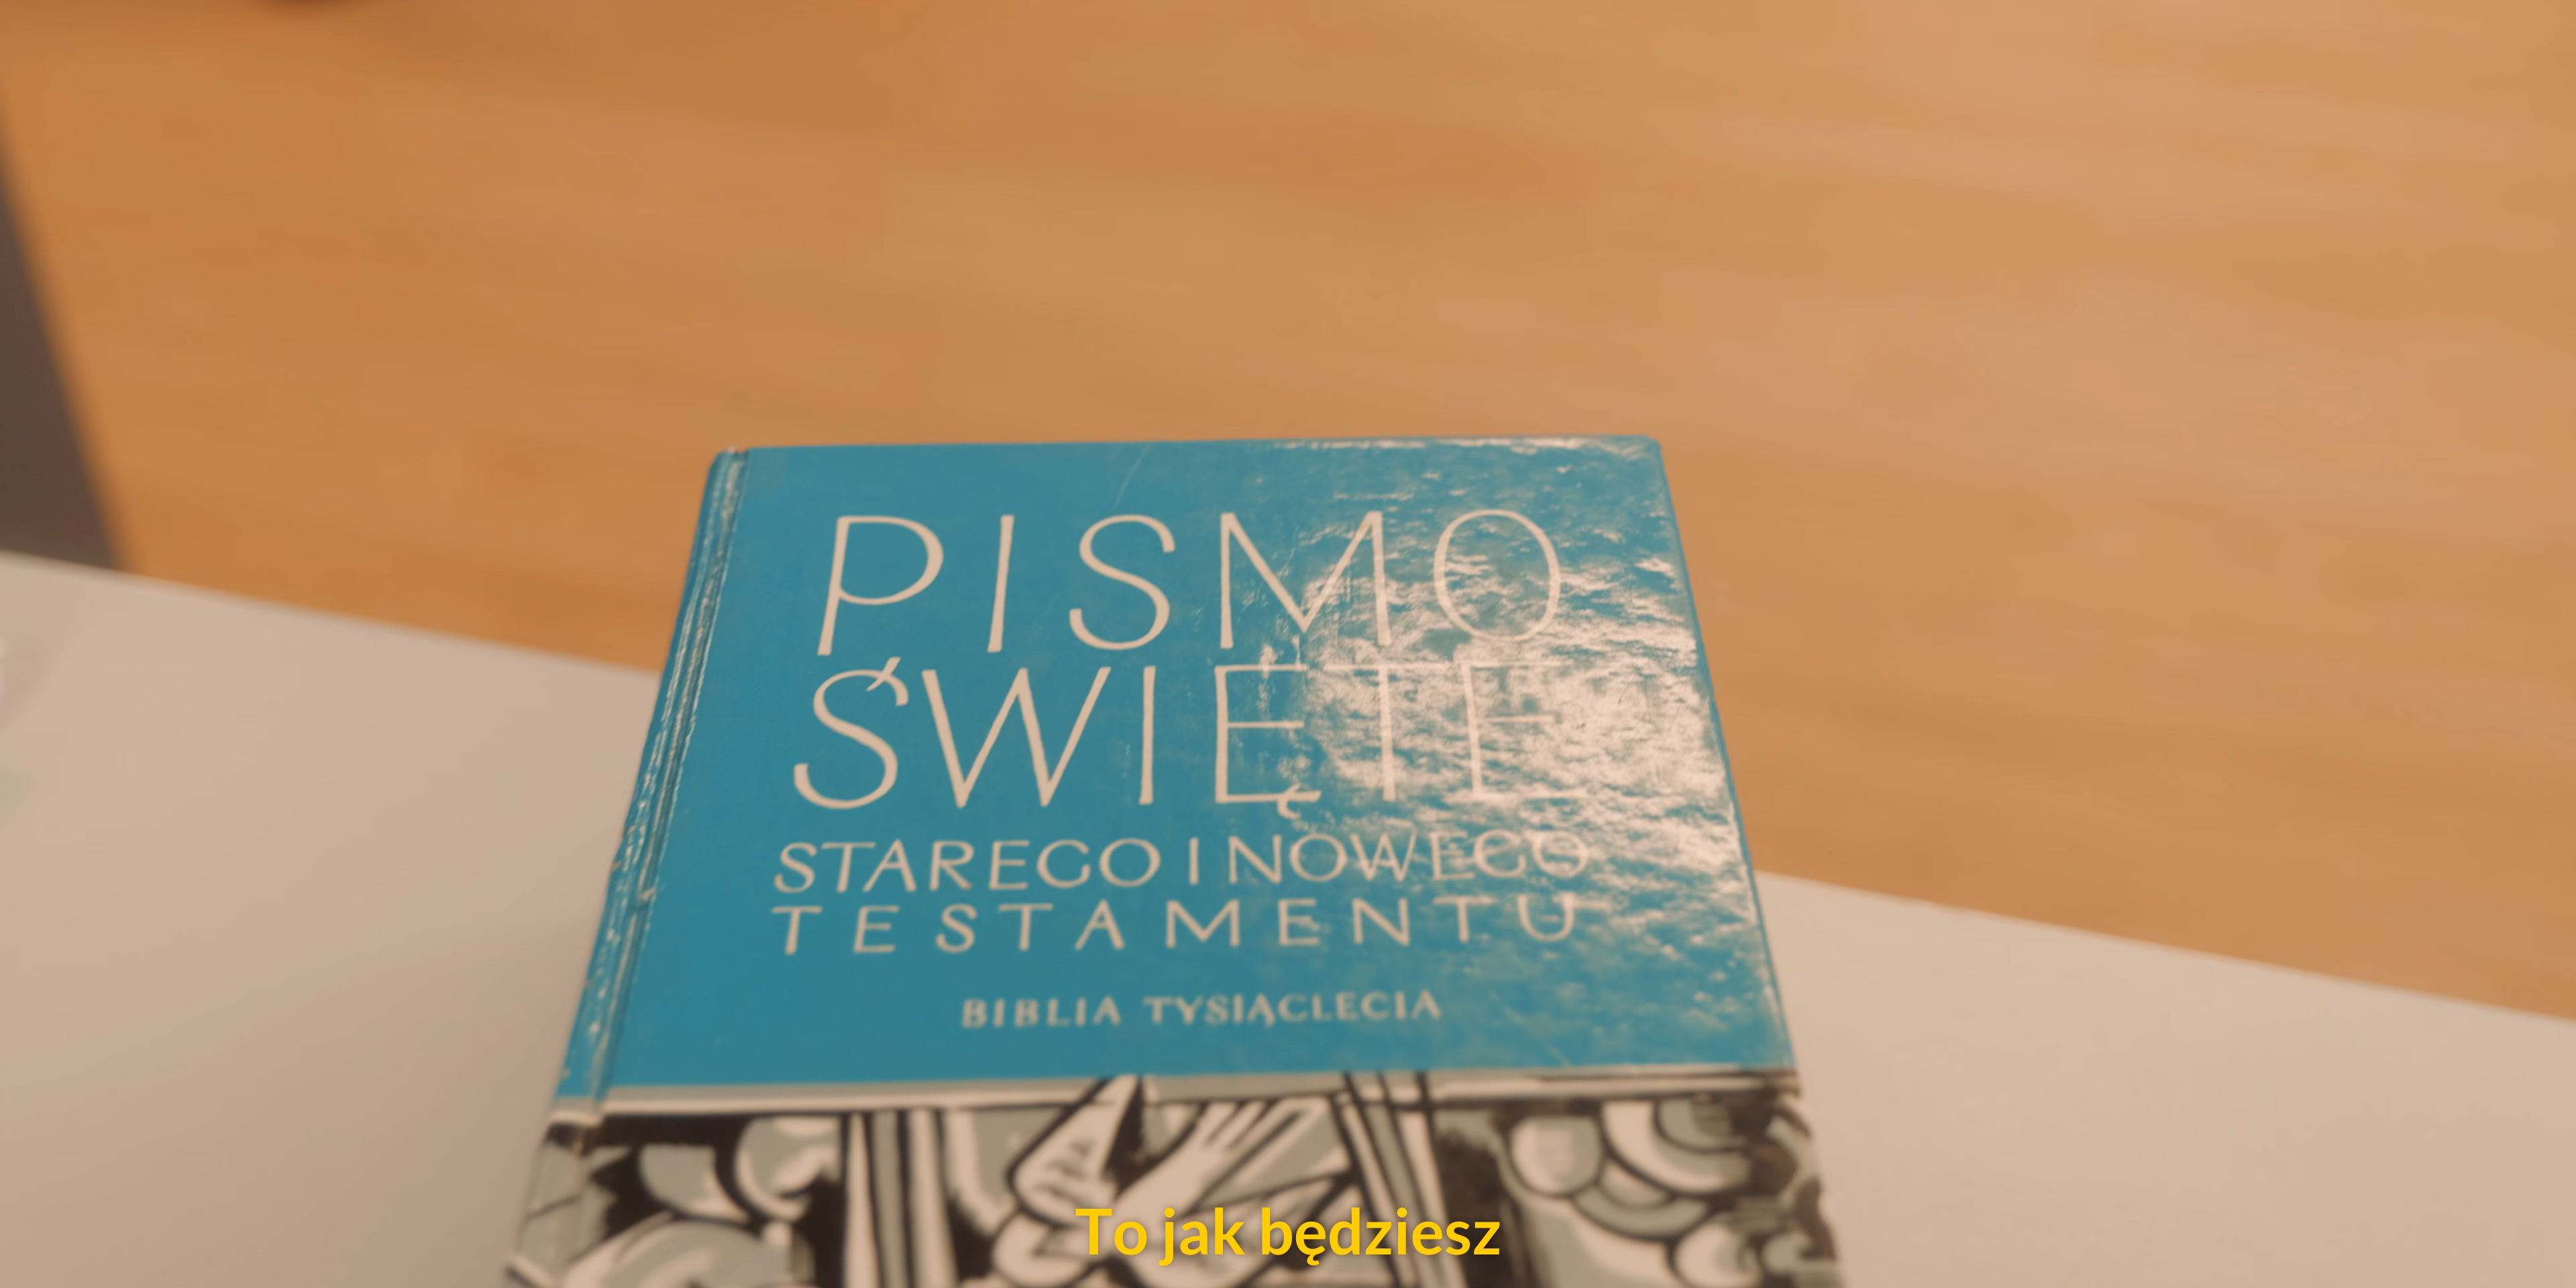 PISMO
ŚWIĘTE
STAREGO I NOWEGO
TESTAMENTU
BIBLIA TYSIĄCLECIA
To jak będziesz